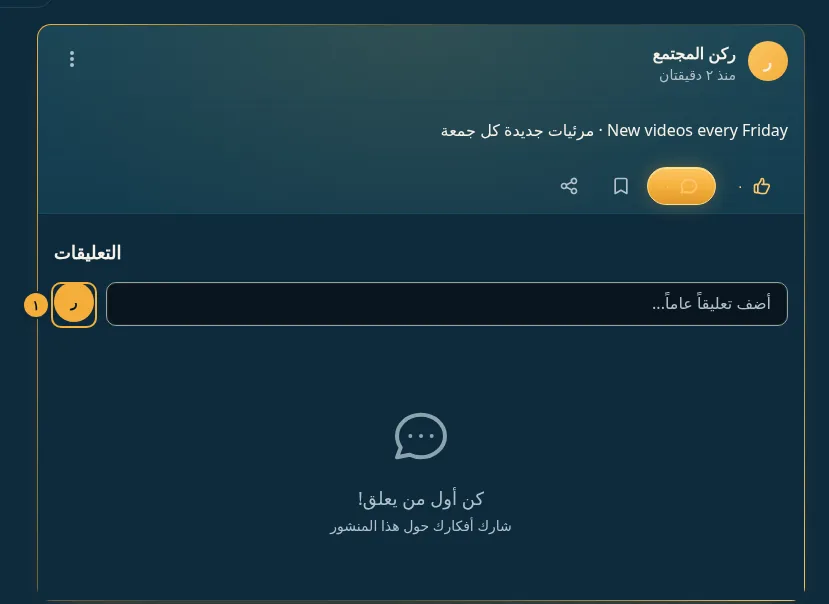 ر
ركن المجتمع
منذ ٢ دقيقتان
New videos every Friday · مرئيات جديدة كل جمعة
التعليقات
أضف تعليقاً عاماً...
ر
١
كن أول من يعلق!
شارك أفكارك حول هذا المنشور